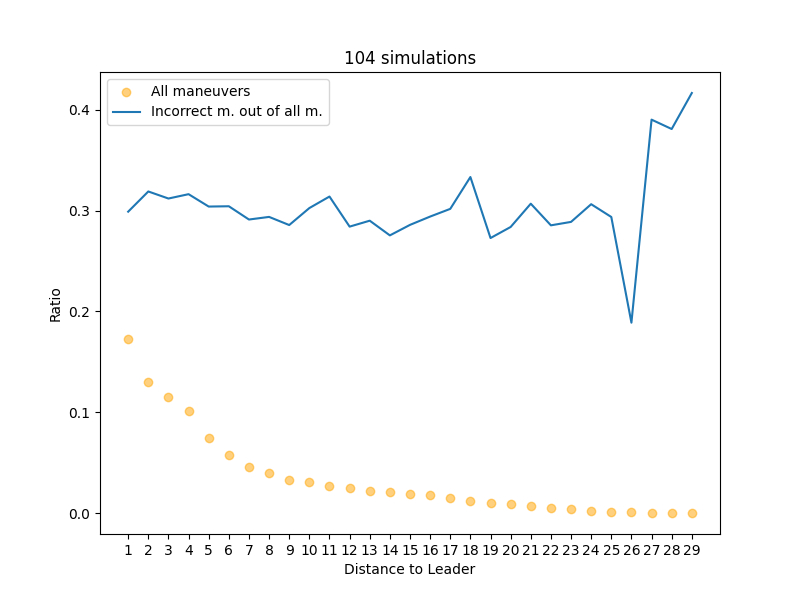 104 simulations
All maneuvers
Incorrect m. out of all m.
0.4
0.3
0.2
0.1
0.0
Ratio
1 2 3 4 5 6 7 8 9 10 11 12 13 14 15 16 17 18 19 20 21 22 23 24 25 26 27 28 29
Distance to Leader